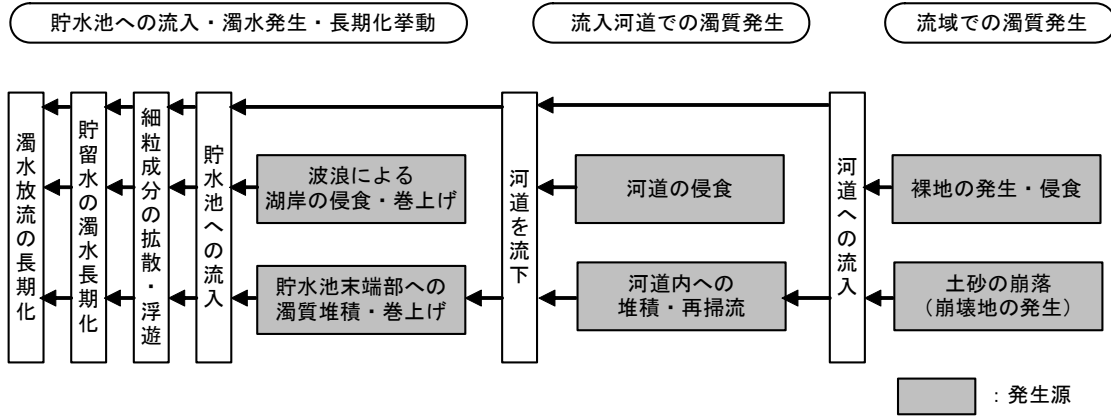 貯水池への流入・濁水発生・長期化挙動
流入河道での濁質発生
流域での濁質発生
濁水放流の長期化
貯留水の濁水長期化
細粒成分の拡散・浮遊
貯水池への流入
波浪による
湖岸の侵食・巻上げ
貯水池末端部への
濁質堆積・巻上げ
河道を流下
河道の侵食
河道内への
堆積・再掃流
河道への流入
裸地の発生・侵食
土砂の崩落
（崩壊地の発生）
：発生源